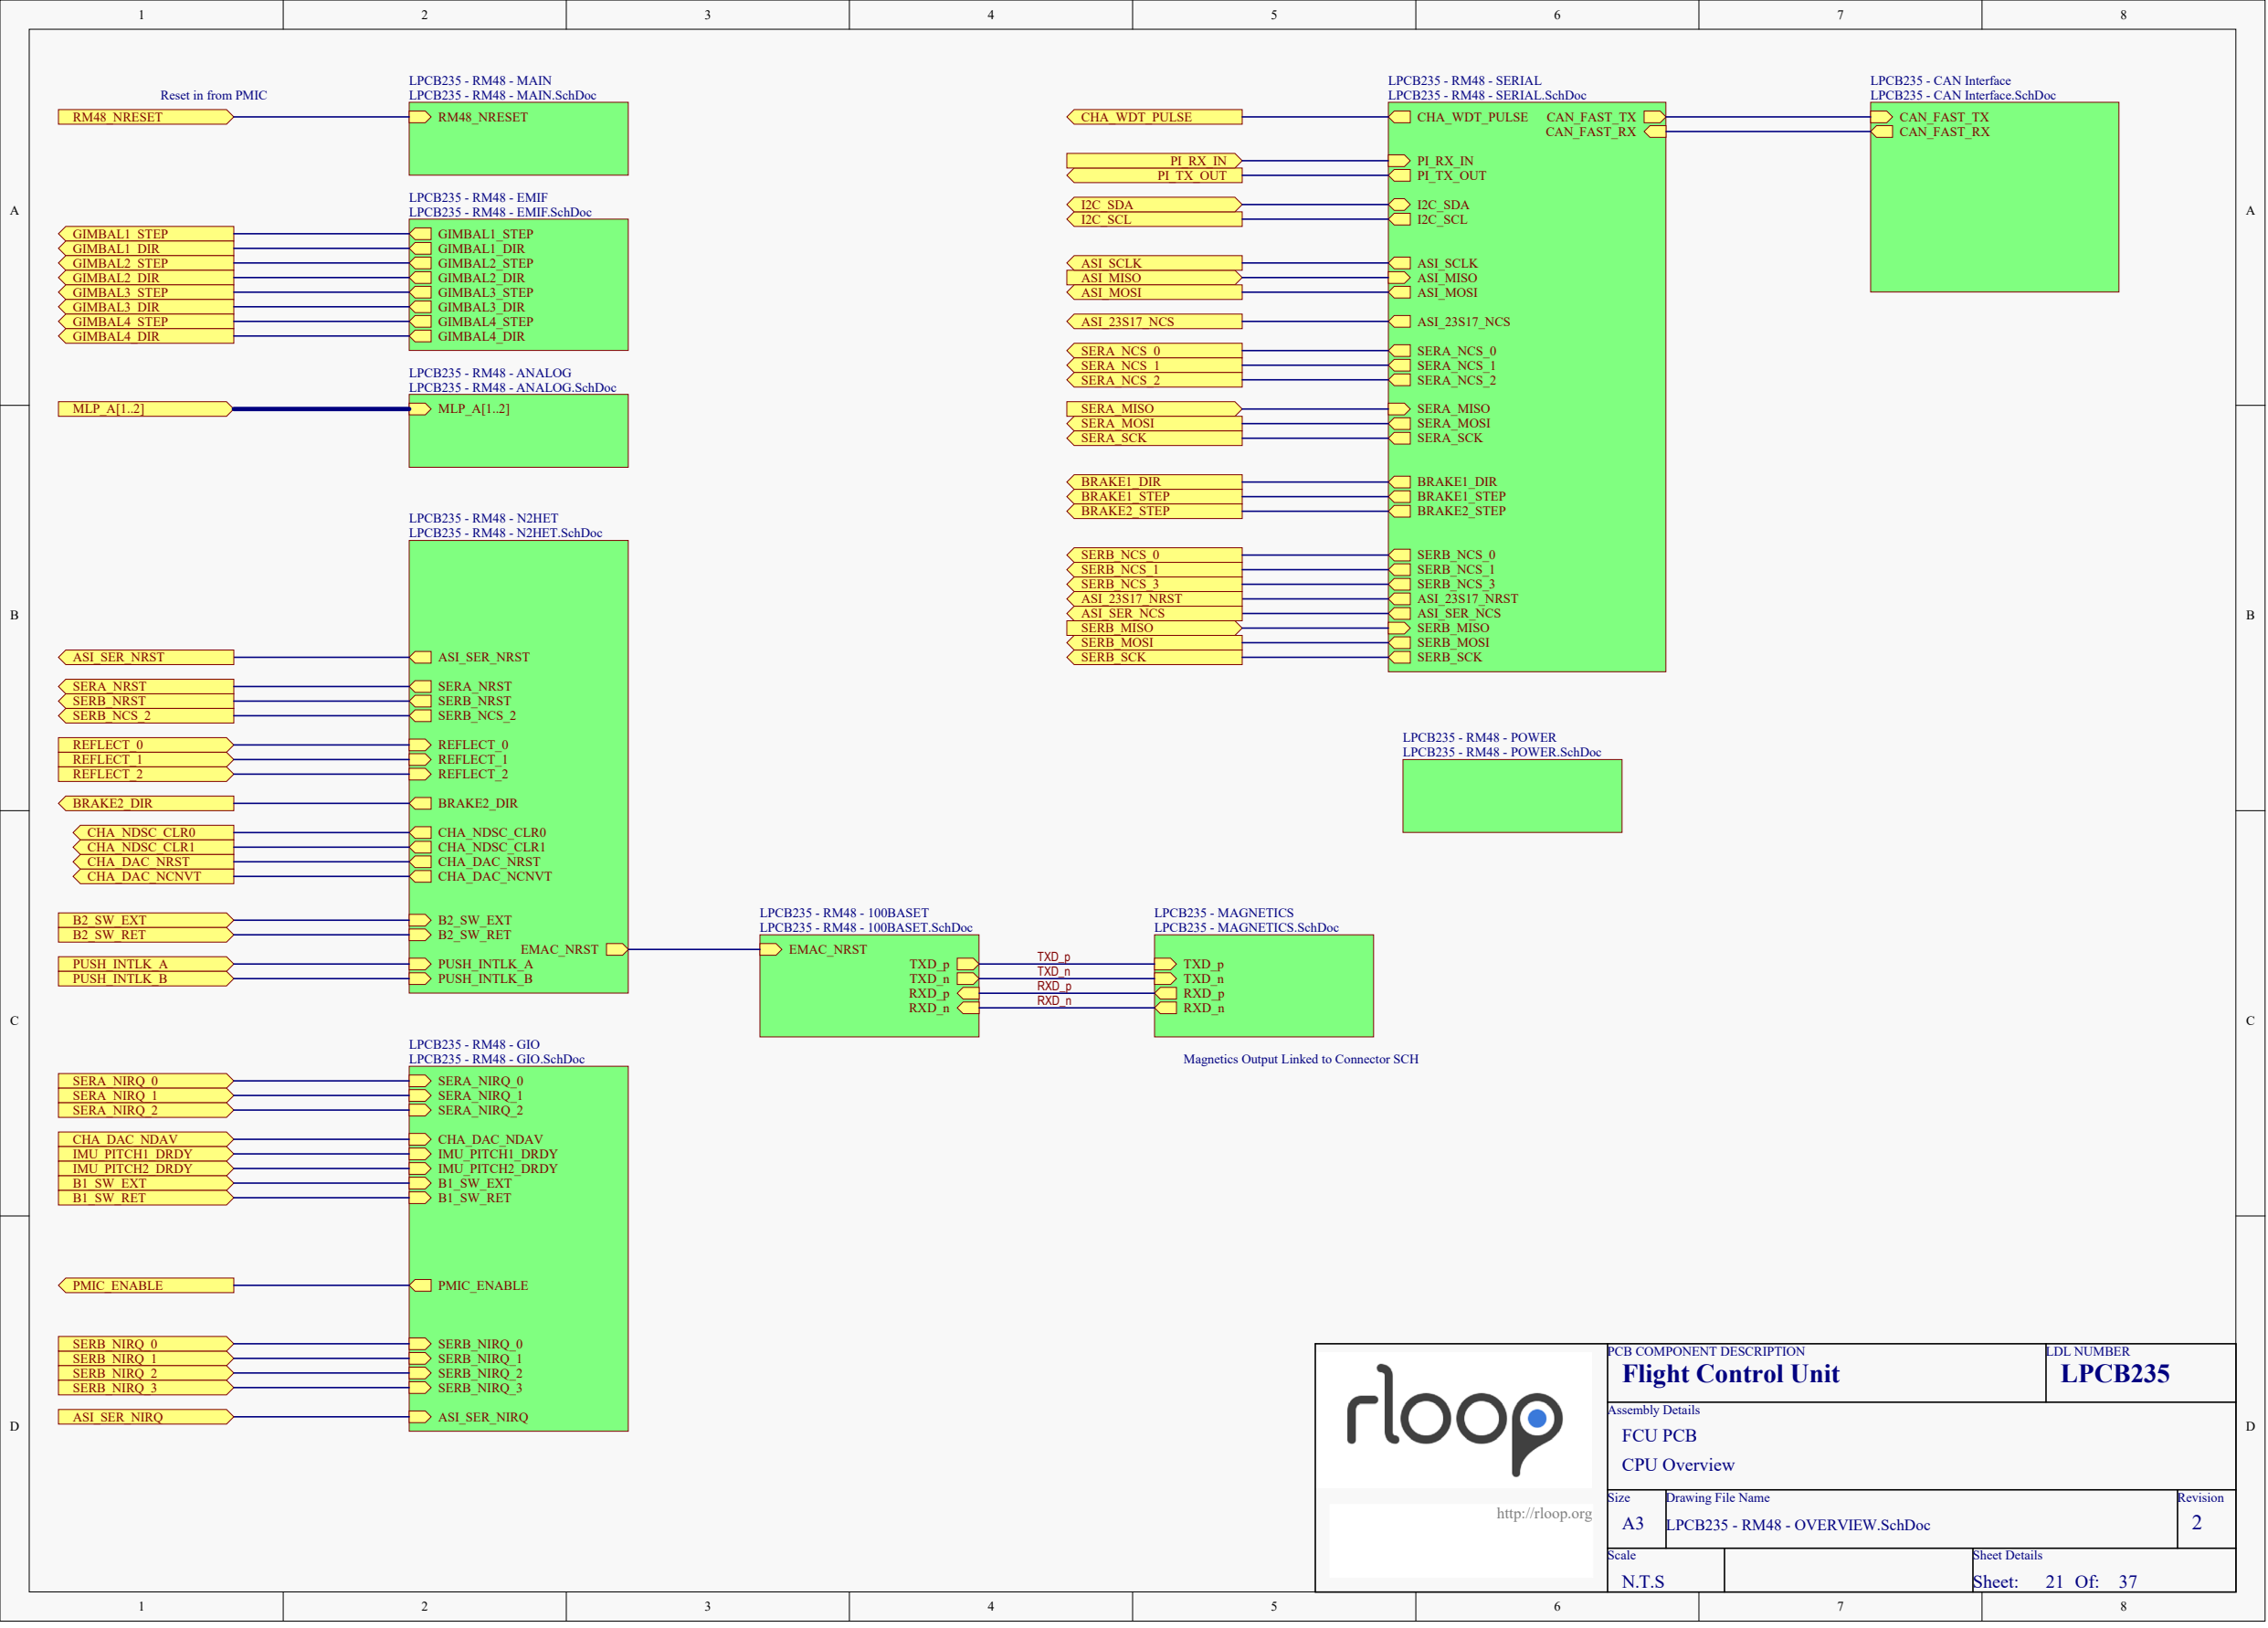 1 2 3 4 5 6 7 8
A
B
C
D
Reset in from PMIC
RM48_NRESET
LPCB235 - RM48 - MAIN
LPCB235 - RM48 - MAIN.SchDoc
RM48_NRESET
LPCB235 - RM48 - EMIF
LPCB235 - RM48 - EMIF.SchDoc
GIMBAL1_STEP GIMBAL1_STEP
GIMBAL1_DIR GIMBAL1_DIR
GIMBAL2_STEP GIMBAL2_STEP
GIMBAL2_DIR GIMBAL2_DIR
GIMBAL3_STEP GIMBAL3_STEP
GIMBAL3_DIR GIMBAL3_DIR
GIMBAL4_STEP GIMBAL4_STEP
GIMBAL4_DIR GIMBAL4_DIR
LPCB235 - RM48 - ANALOG
LPCB235 - RM48 - ANALOG.SchDoc
MLP_A[1..2] MLP_A[1..2]
LPCB235 - RM48 - N2HET
LPCB235 - RM48 - N2HET.SchDoc
ASI_SER_NRST ASI_SER_NRST
SERA_NRST SERA_NRST
SERB_NRST SERB_NRST
SERB_NCS_2 SERB_NCS_2
REFLECT_0 REFLECT_0
REFLECT_1 REFLECT_1
REFLECT_2 REFLECT_2
BRAKE2_DIR BRAKE2_DIR
CHA_NDSC_CLR0 CHA_NDSC_CLR0
CHA_NDSC_CLR1 CHA_NDSC_CLR1
CHA_DAC_NRST CHA_DAC_NRST
CHA_DAC_NCNVT CHA_DAC_NCNVT
B2_SW_EXT B2_SW_EXT
B2_SW_RET B2_SW_RET
EMAC_NRST
PUSH_INTLK_A PUSH_INTLK_A
PUSH_INTLK_B PUSH_INTLK_B
LPCB235 - RM48 - GIO
LPCB235 - RM48 - GIO.SchDoc
SERA_NIRQ_0 SERA_NIRQ_0
SERA_NIRQ_1 SERA_NIRQ_1
SERA_NIRQ_2 SERA_NIRQ_2
CHA_DAC_NDAV CHA_DAC_NDAV
IMU_PITCH1_DRDY IMU_PITCH1_DRDY
IMU_PITCH2_DRDY IMU_PITCH2_DRDY
B1_SW_EXT B1_SW_EXT
B1_SW_RET B1_SW_RET
PMIC_ENABLE PMIC_ENABLE
SERB_NIRQ_0 SERB_NIRQ_0
SERB_NIRQ_1 SERB_NIRQ_1
SERB_NIRQ_2 SERB_NIRQ_2
SERB_NIRQ_3 SERB_NIRQ_3
ASI_SER_NIRQ ASI_SER_NIRQ
LPCB235 - RM48 - 100BASET
LPCB235 - RM48 - 100BASET.SchDoc
EMAC_NRST
LPCB235 - MAGNETICS
LPCB235 - MAGNETICS.SchDoc
TXD_p TXD_p TXD_p
TXD_n TXD_n TXD_n
RXD_p RXD_p RXD_p
RXD_n RXD_n RXD_n
Magnetics Output Linked to Connector SCH
LPCB235 - RM48 - SERIAL
LPCB235 - RM48 - SERIAL.SchDoc
LPCB235 - CAN Interface
LPCB235 - CAN Interface.SchDoc
CHA_WDT_PULSE CHA_WDT_PULSE CAN_FAST_TX CAN_FAST_TX
CAN_FAST_RX CAN_FAST_RX
PI_RX_IN PI_RX_IN
PI_TX_OUT PI_TX_OUT
I2C_SDA I2C_SDA
I2C_SCL I2C_SCL
ASI_SCLK ASI_SCLK
ASI_MISO ASI_MISO
ASI_MOSI ASI_MOSI
ASI_23S17_NCS ASI_23S17_NCS
SERA_NCS_0 SERA_NCS_0
SERA_NCS_1 SERA_NCS_1
SERA_NCS_2 SERA_NCS_2
SERA_MISO SERA_MISO
SERA_MOSI SERA_MOSI
SERA_SCK SERA_SCK
BRAKE1_DIR BRAKE1_DIR
BRAKE1_STEP BRAKE1_STEP
BRAKE2_STEP BRAKE2_STEP
SERB_NCS_0 SERB_NCS_0
SERB_NCS_1 SERB_NCS_1
SERB_NCS_3 SERB_NCS_3
ASI_23S17_NRST ASI_23S17_NRST
ASI_SER_NCS ASI_SER_NCS
SERB_MISO SERB_MISO
SERB_MOSI SERB_MOSI
SERB_SCK SERB_SCK
LPCB235 - RM48 - POWER
LPCB235 - RM48 - POWER.SchDoc
rloop
http://rloop.org
PCB COMPONENT DESCRIPTION
Flight Control Unit
LDL NUMBER
LPCB235
Assembly Details
FCU PCB
CPU Overview
Size
A3
Drawing File Name
LPCB235 - RM48 - OVERVIEW.SchDoc
Revision
2
Scale
N.T.S
Sheet Details
Sheet: 21 Of: 37
A
B
C
D
1 2 3 4 5 6 7 8